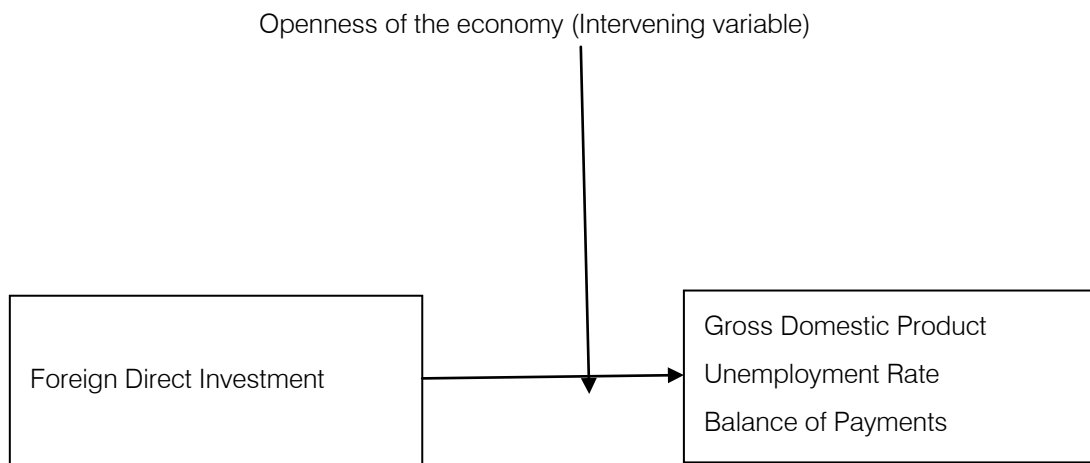 Openness of the economy (Intervening variable)
Foreign Direct Investment
Gross Domestic Product
Unemployment Rate
Balance of Payments